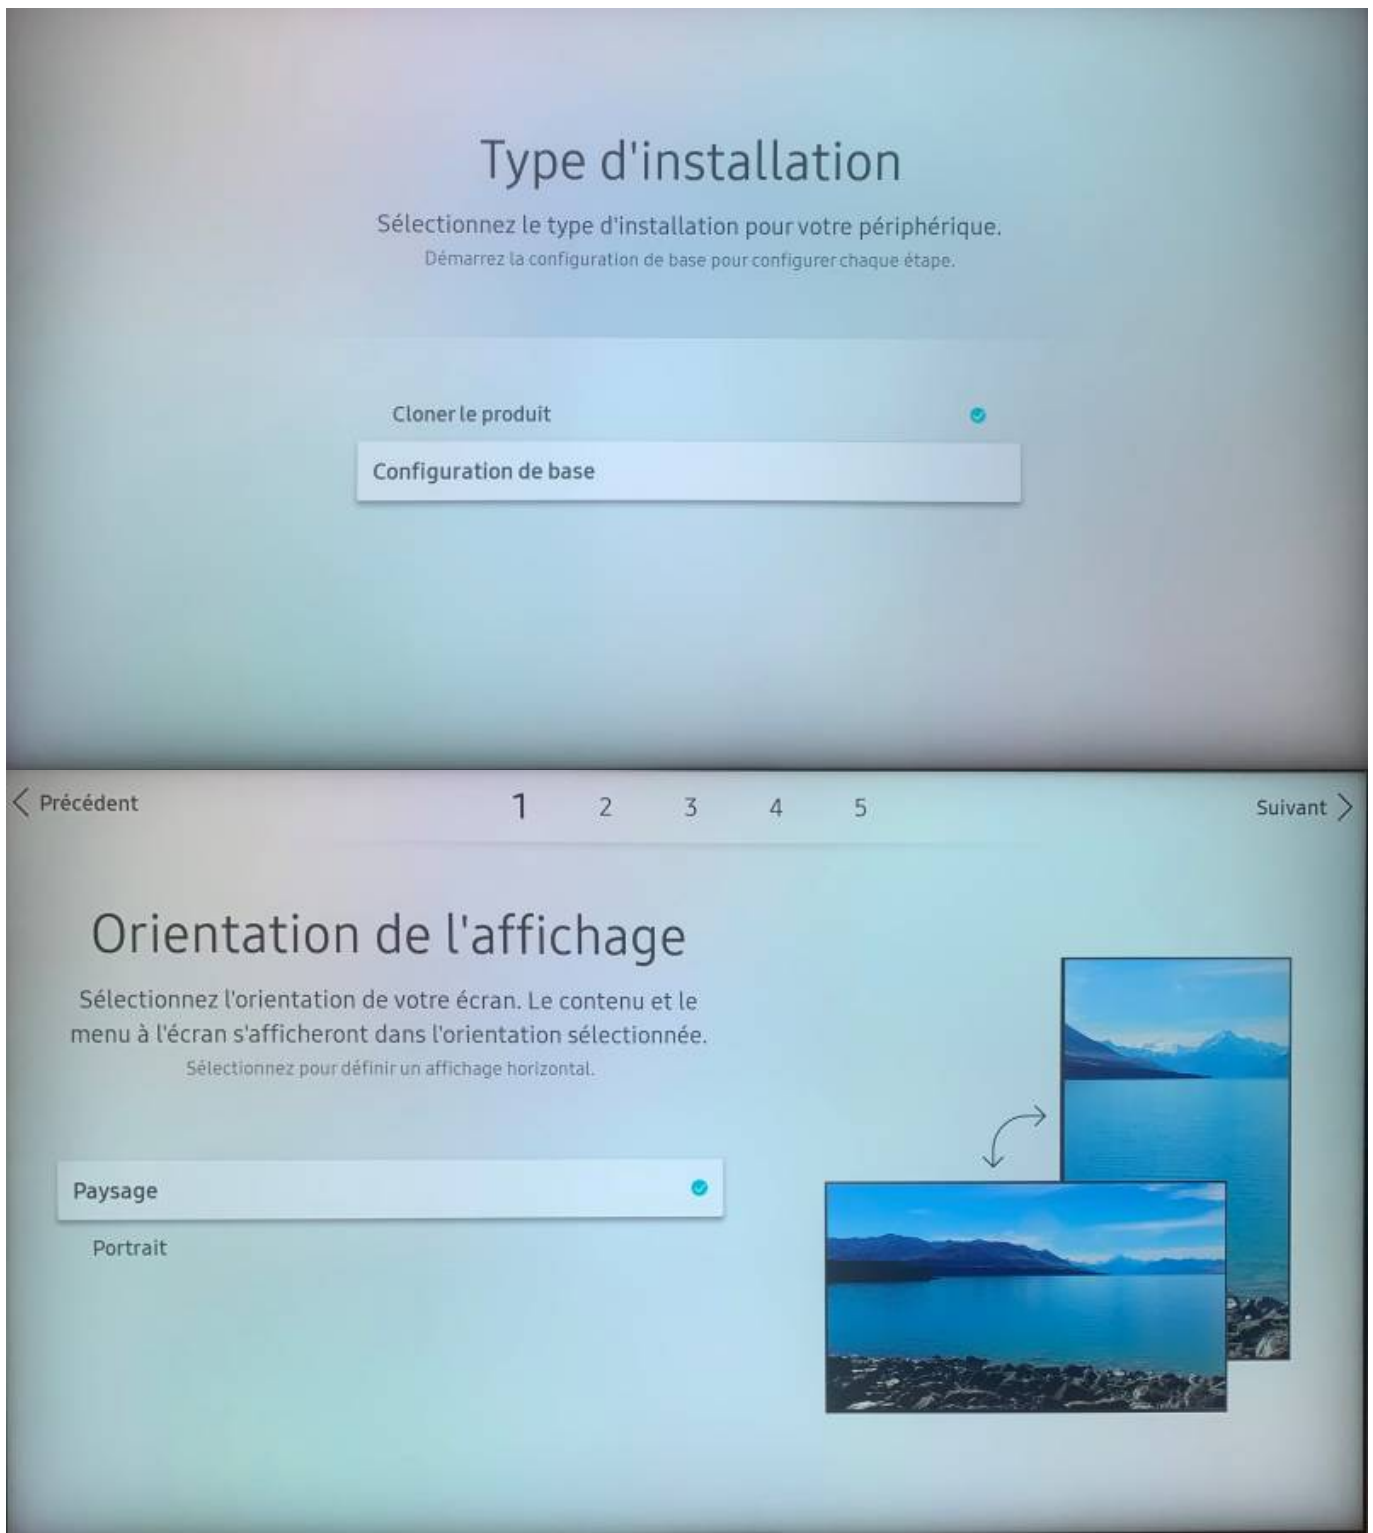 Type d'installation
Sélectionnez le type d'installation pour votre périphérique.
Démarrez la configuration de base pour configurer chaque étape.
Cloner le produit
Configuration de base
Précédent
1 2 3 4 5
Suivant
Orientation de l'affichage
Sélectionnez l'orientation de votre écran. Le contenu et le
menu à l'écran s'afficheront dans l'orientation sélectionnée.
Sélectionnez pour définir un affichage horizontal.
Paysage
Portrait